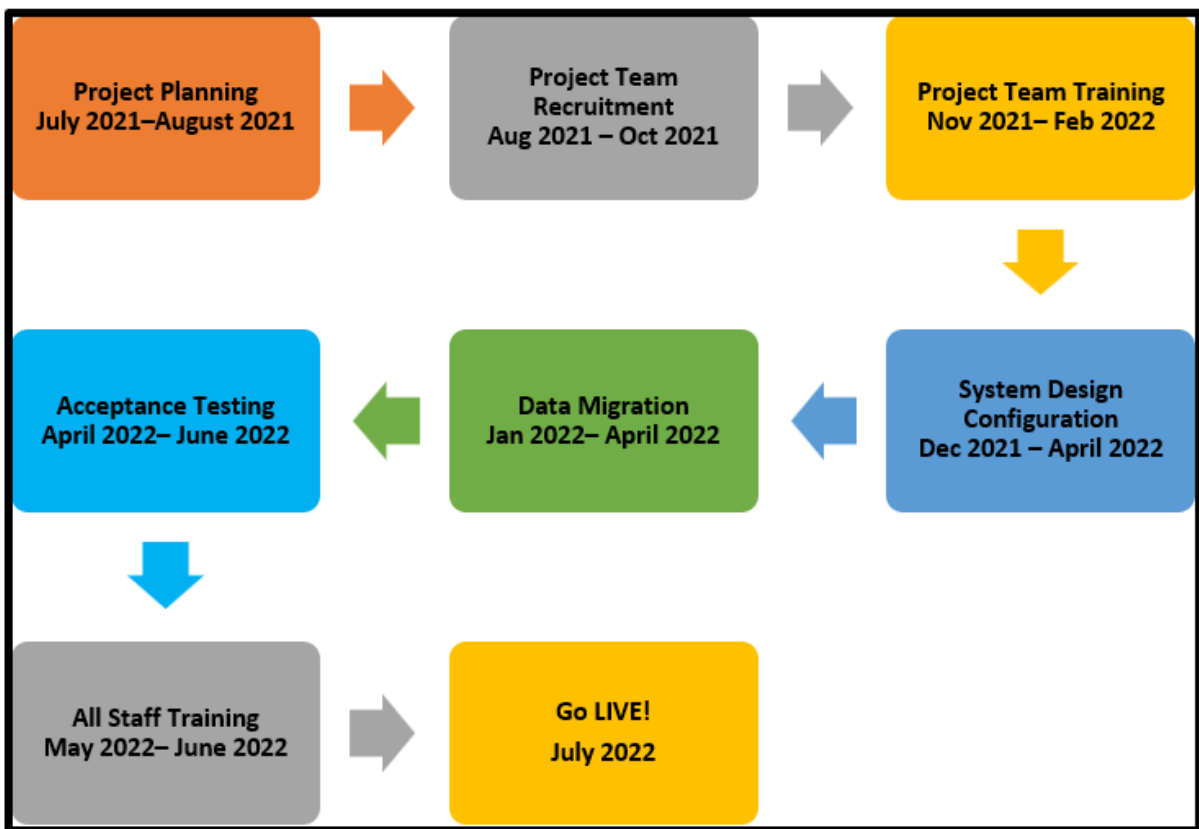 Project Planning
July 2021–August 2021
Project Team
Recruitment
Aug 2021 – Oct 2021
Project Team Training
Nov 2021– Feb 2022
System Design
Configuration
Dec 2021 – April 2022
Data Migration
Jan 2022– April 2022
Acceptance Testing
April 2022– June 2022
All Staff Training
May 2022– June 2022
Go LIVE!
July 2022